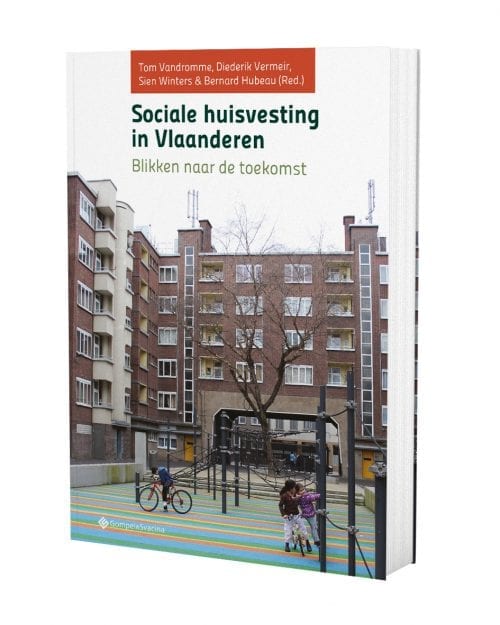 Tom Vandromme, Diederik Vermeir,
Sien Winters & Bernard Hubeau (Red.)
Sociale huisvesting
in Vlaanderen
Blikken naar de toekomst
Gompel&Svacina